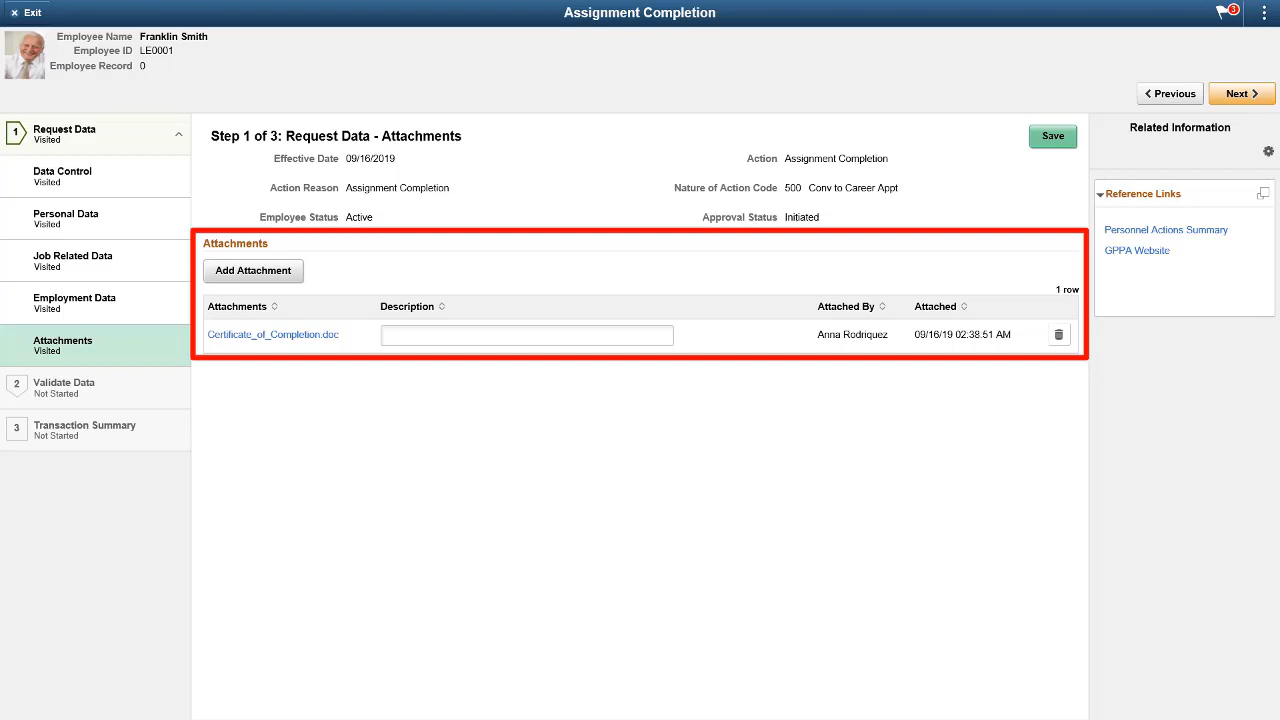 × Exit
Assignment Completion
3
Employee Name Franklin Smith
Employee ID LE0001
Employee Record 0
Previous
Next
1
Request Data
Visited
Data Control
Visited
Personal Data
Visited
Job Related Data
Visited
Employment Data
Visited
Attachments
Visited
2
Validate Data
Not Started
3
Transaction Summary
Not Started
Step 1 of 3: Request Data - Attachments
Save
Effective Date 09/16/2019
Action Assignment Completion
Action Reason Assignment Completion
Nature of Action Code 500 Conv to Career Appt
Employee Status Active
Approval Status Initiated
Attachments
Add Attachment
1 row
Attachments Description Attached By Attached
Certificate_of_Completion.doc Anna Rodriquez 09/16/19 02:38:51 AM
Related Information
Reference Links
Personnel Actions Summary
GPPA Website